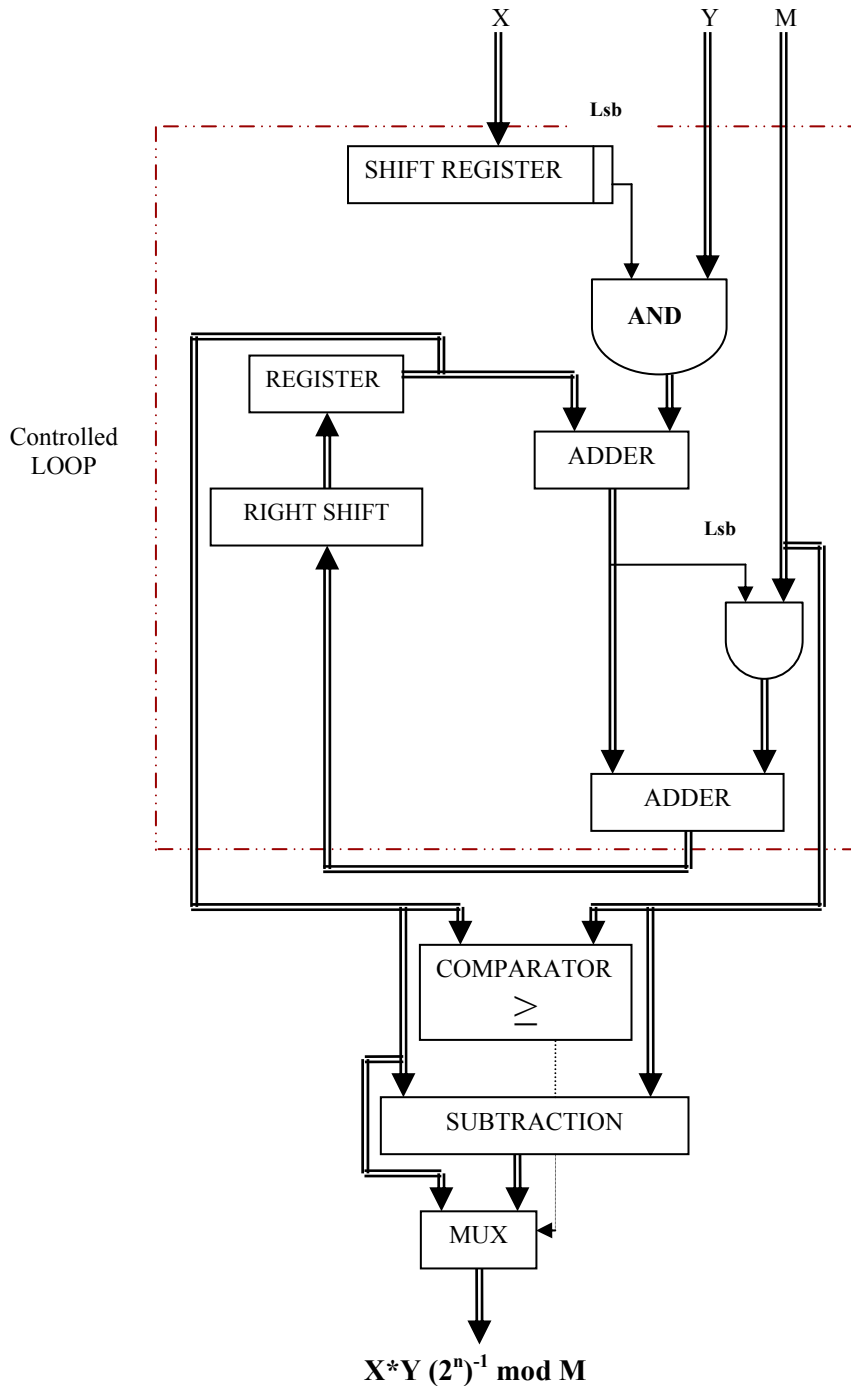 X Y M
Lsb
SHIFT REGISTER
AND
REGISTER
Controlled
LOOP
ADDER
RIGHT SHIFT
Lsb
ADDER
COMPARATOR
≥
SUBTRACTION
MUX
X*Y (2ⁿ)⁻¹ mod M